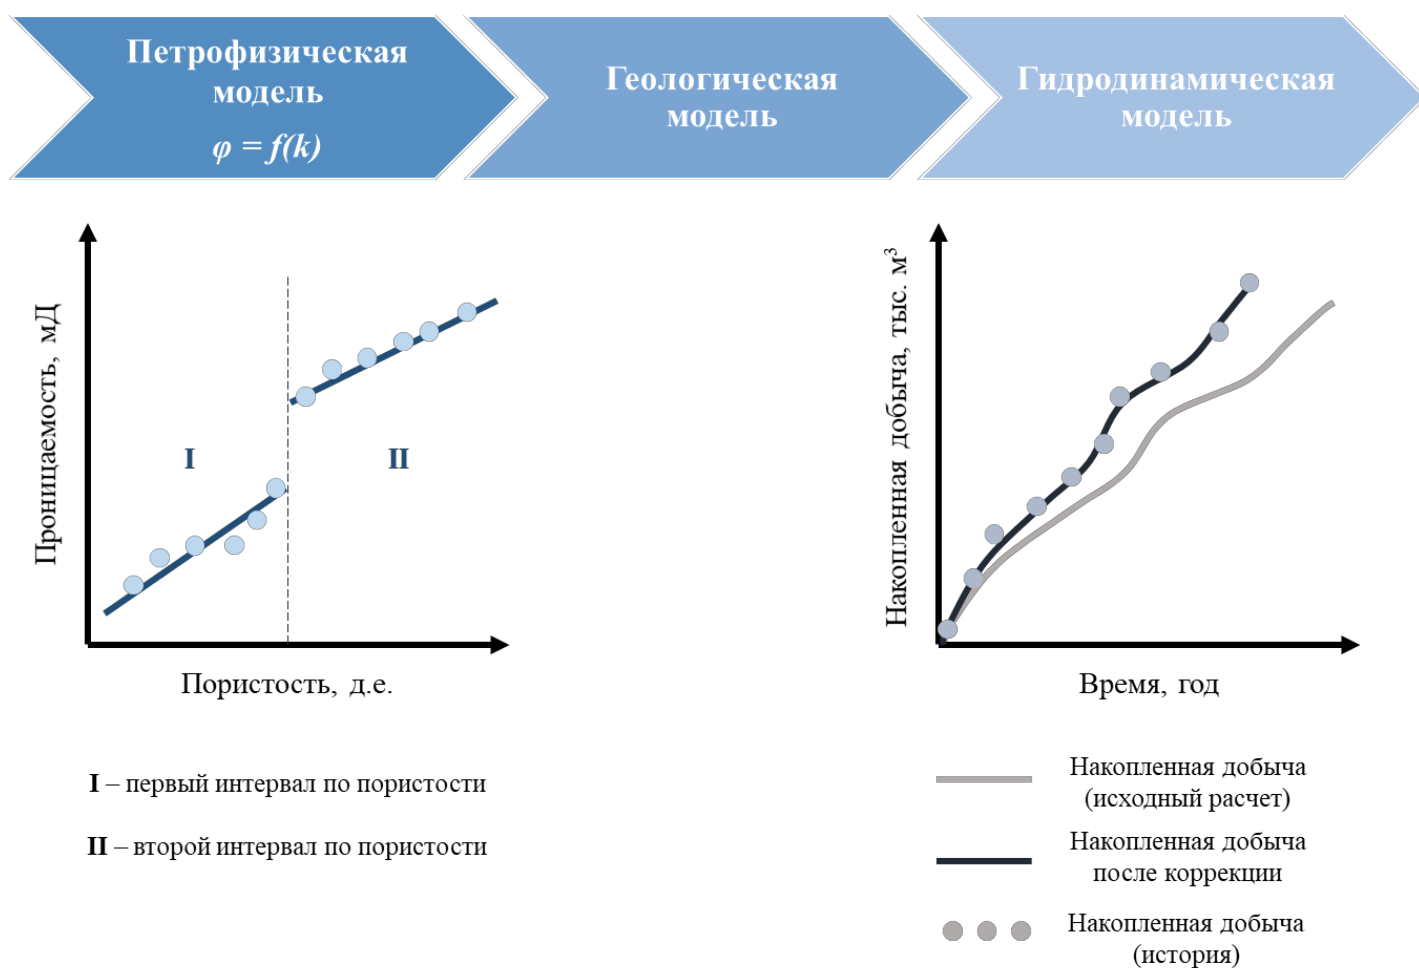 Петрофизическая
модель
φ = f(k)
Геологическая
модель
Гидродинамическая
модель
Проницаемость, мД
I
II
Пористость, д.е.
I – первый интервал по пористости
II – второй интервал по пористости
Накопленная добыча, тыс. м³
Время, год
Накопленная добыча
(исходный расчет)
Накопленная добыча
после коррекции
Накопленная добыча
(история)